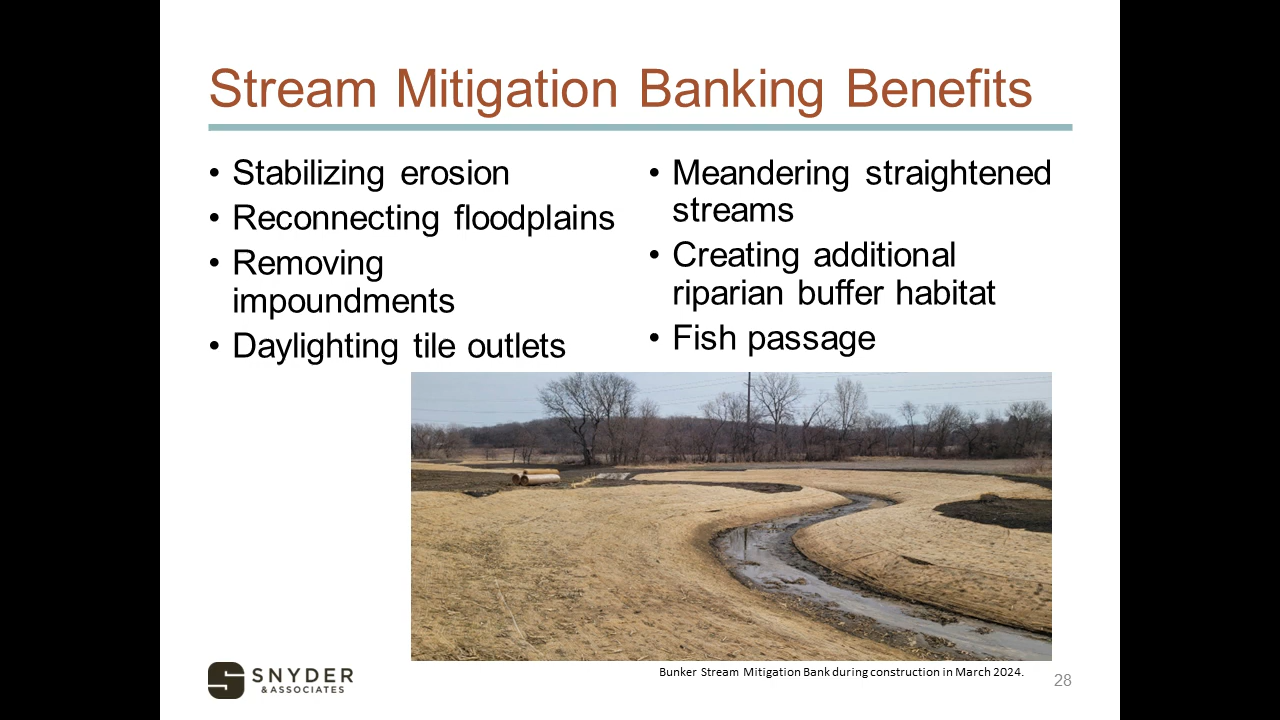 Stream Mitigation Banking Benefits
• Stabilizing erosion
• Reconnecting floodplains
• Removing
impoundments
• Daylighting tile outlets
• Meandering straightened
streams
• Creating additional
riparian buffer habitat
• Fish passage
Bunker Stream Mitigation Bank during construction in March 2024.
SNYDER
& ASSOCIATES
28